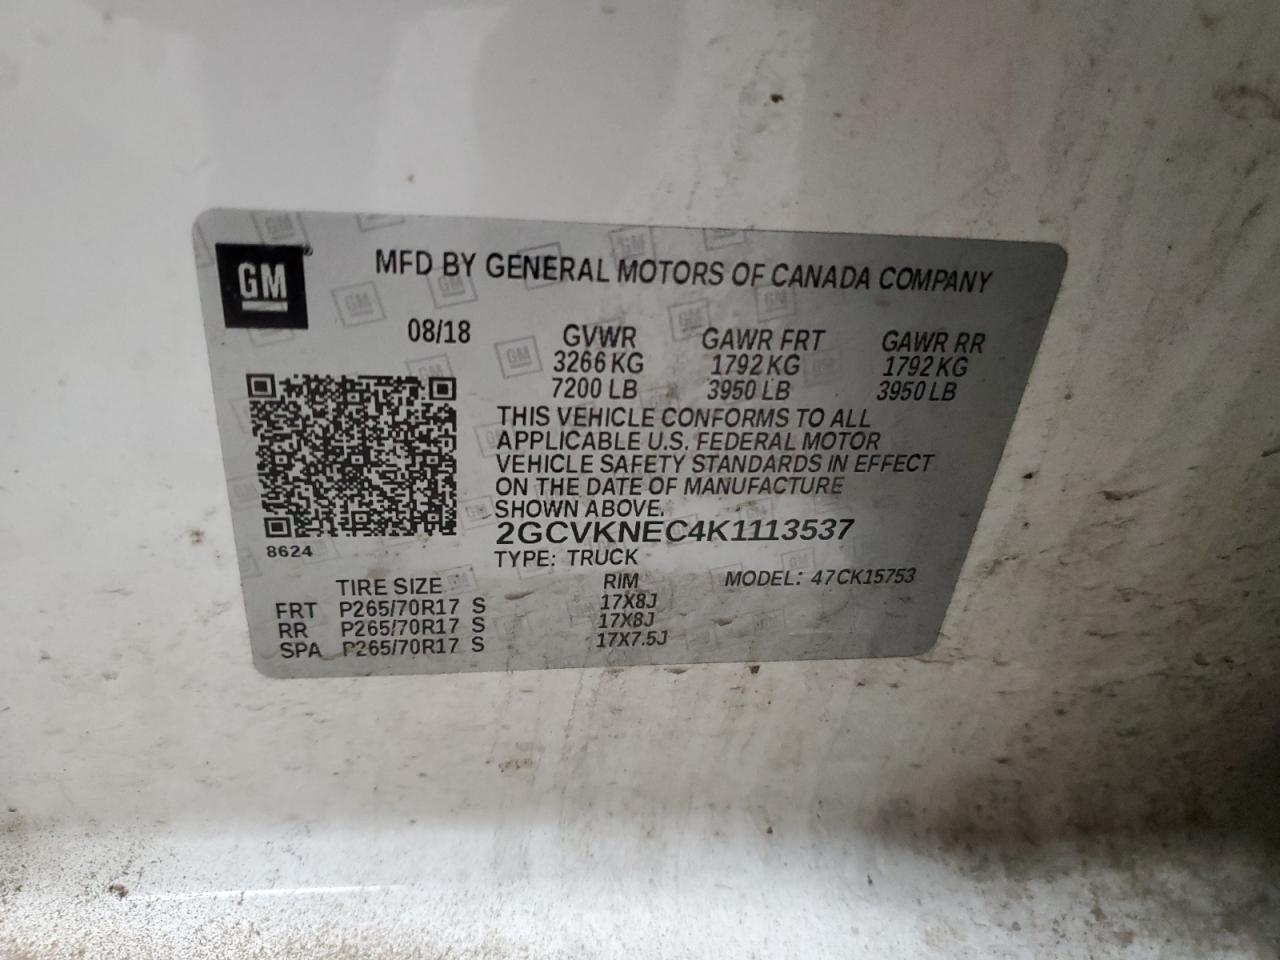 GM
MFD BY GENERAL MOTORS OF CANADA COMPANY
08/18
GVWR GAWR FRT GAWR RR
3266 KG 1792 KG 1792 KG
7200 LB 3950 LB 3950 LB
THIS VEHICLE CONFORMS TO ALL
APPLICABLE U.S. FEDERAL MOTOR
VEHICLE SAFETY STANDARDS IN EFFECT
ON THE DATE OF MANUFACTURE
SHOWN ABOVE.
2GCVKNEC4K1113537
8624
TYPE: TRUCK
TIRE SIZE RIM MODEL: 47CK15753
FRT P265/70R17 S 17X8J
RR P265/70R17 S 17X8J
SPA P265/70R17 S 17X7.5J